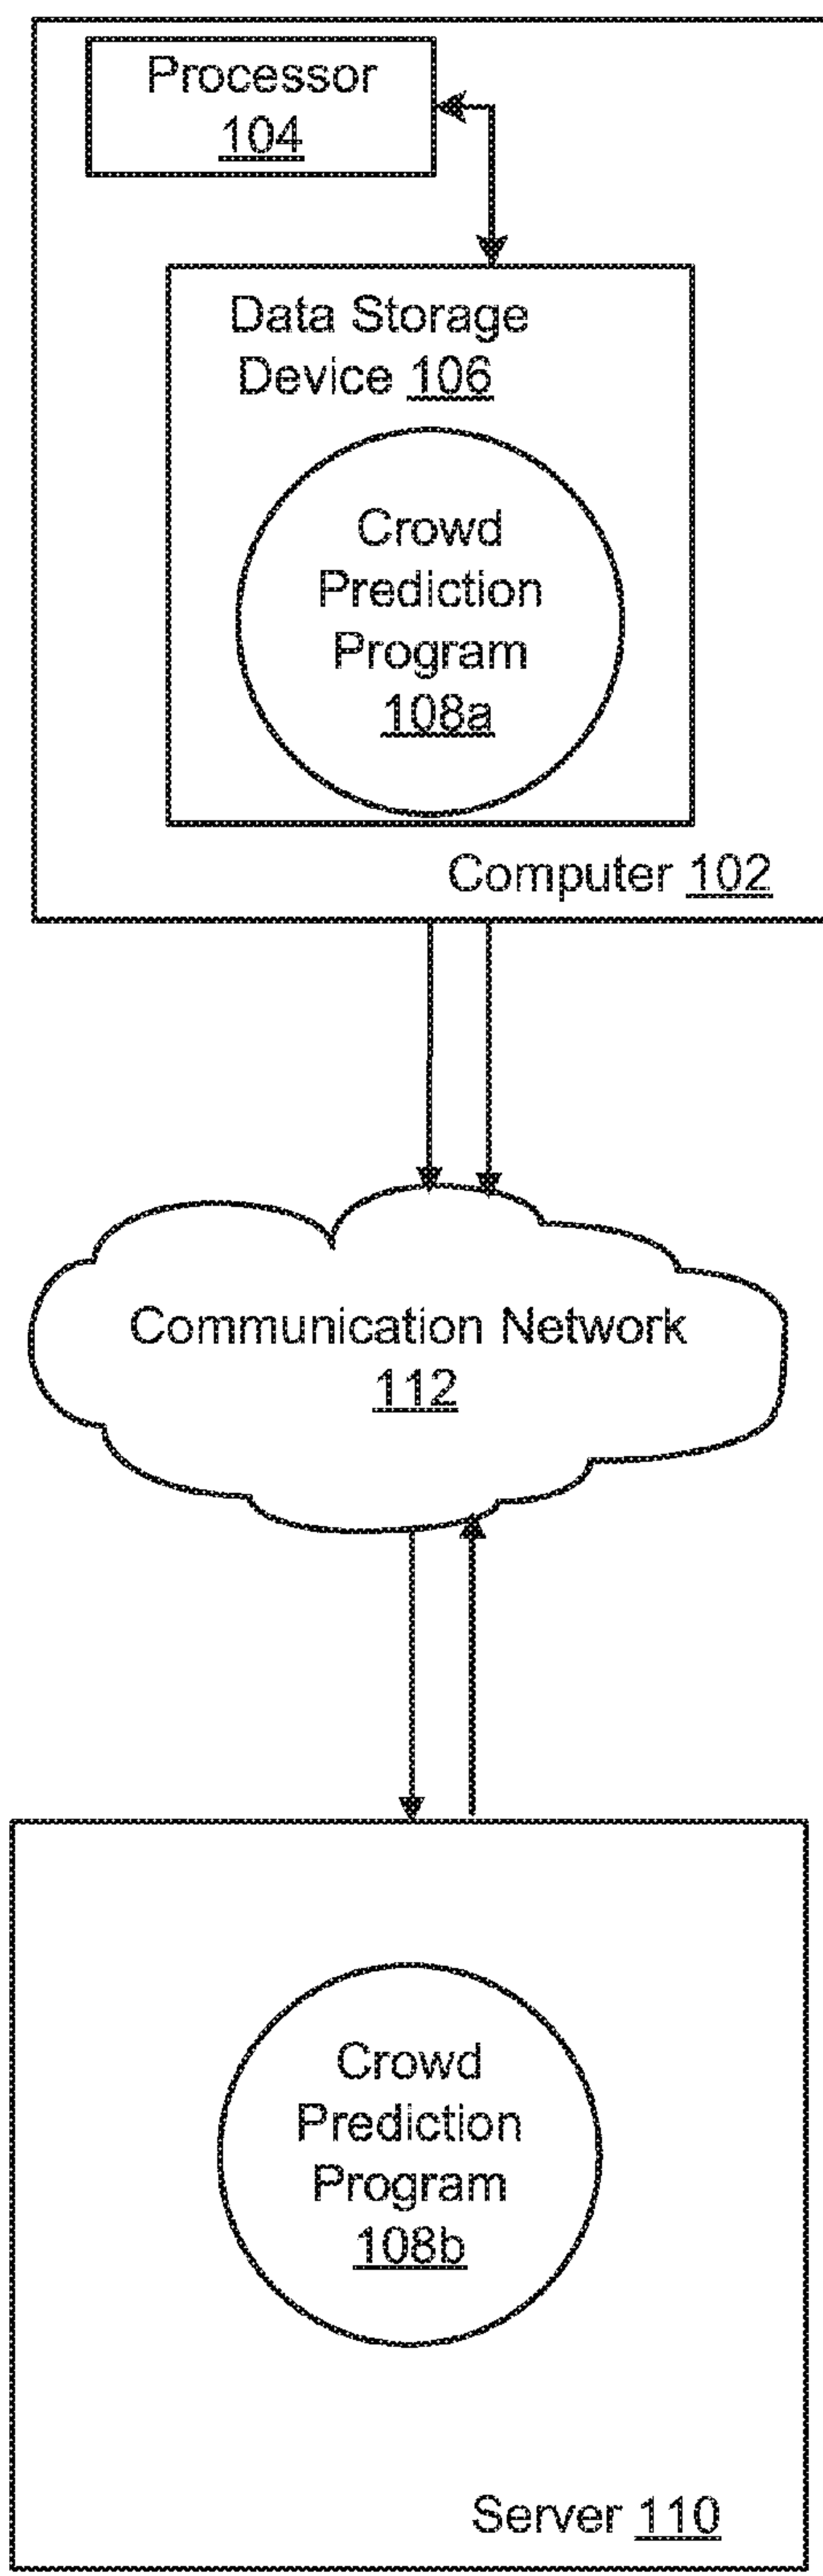 Processor
104
Data Storage
Device 106
Crowd
Prediction
Program
108a
Computer 102
Communication Network
112
Crowd
Prediction
Program
108b
Server 110